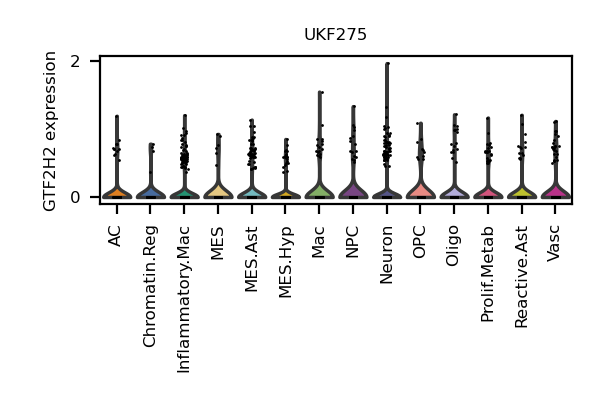 UKF275
GTF2H2 expression
2
0
AC
Chromatin.Reg
Inflammatory.Mac
MES
MES.Ast
MES.Hyp
Mac
NPC
Neuron
OPC
Oligo
Prolif.Metab
Reactive.Ast
Vasc